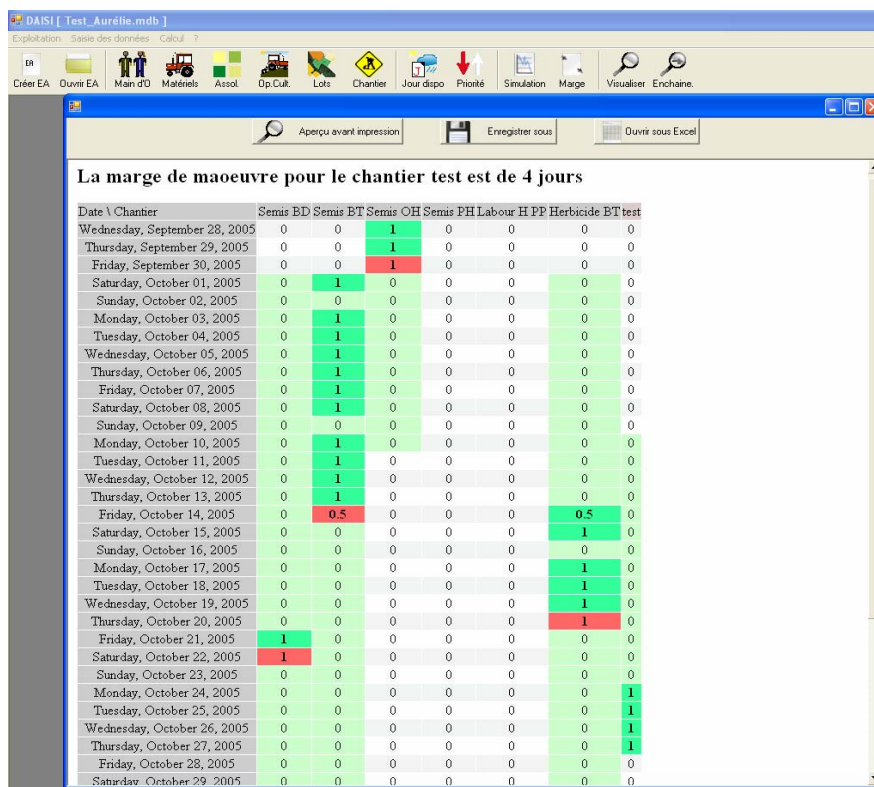 DAISI [ Test_Aurélie.mdb ]
Exploitation Saisie des données Calcul ?
EA
Créer EA Ouvrir EA Main d'O Matériels Assol. Op.Cult. Lots Chantier Jour dispo Priorité Simulation Marge Visualiser Enchaine.
Aperçu avant impression Enregistrer sous Ouvrir sous Excel
La marge de maoeuvre pour le chantier test est de 4 jours
Date \ Chantier Semis BD Semis BT Semis OH Semis PH Labour H PP Herbicide BT test
Wednesday, September 28, 2005 0 0 1 0 0 0 0
Thursday, September 29, 2005 0 0 1 0 0 0 0
Friday, September 30, 2005 0 0 1 0 0 0 0
Saturday, October 01, 2005 0 1 0 0 0 0 0
Sunday, October 02, 2005 0 0 0 0 0 0 0
Monday, October 03, 2005 0 1 0 0 0 0 0
Tuesday, October 04, 2005 0 1 0 0 0 0 0
Wednesday, October 05, 2005 0 1 0 0 0 0 0
Thursday, October 06, 2005 0 1 0 0 0 0 0
Friday, October 07, 2005 0 1 0 0 0 0 0
Saturday, October 08, 2005 0 1 0 0 0 0 0
Sunday, October 09, 2005 0 0 0 0 0 0 0
Monday, October 10, 2005 0 1 0 0 0 0 0
Tuesday, October 11, 2005 0 1 0 0 0 0 0
Wednesday, October 12, 2005 0 1 0 0 0 0 0
Thursday, October 13, 2005 0 1 0 0 0 0 0
Friday, October 14, 2005 0 0.5 0 0 0 0.5 0
Saturday, October 15, 2005 0 0 0 0 0 1 0
Sunday, October 16, 2005 0 0 0 0 0 0 0
Monday, October 17, 2005 0 0 0 0 0 1 0
Tuesday, October 18, 2005 0 0 0 0 0 1 0
Wednesday, October 19, 2005 0 0 0 0 0 1 0
Thursday, October 20, 2005 0 0 0 0 0 1 0
Friday, October 21, 2005 1 0 0 0 0 0 0
Saturday, October 22, 2005 1 0 0 0 0 0 0
Sunday, October 23, 2005 0 0 0 0 0 0 0
Monday, October 24, 2005 0 0 0 0 0 0 1
Tuesday, October 25, 2005 0 0 0 0 0 0 1
Wednesday, October 26, 2005 0 0 0 0 0 0 1
Thursday, October 27, 2005 0 0 0 0 0 0 1
Friday, October 28, 2005 0 0 0 0 0 0 0
Saturday, October 29, 2005 0 0 0 0 0 0 0